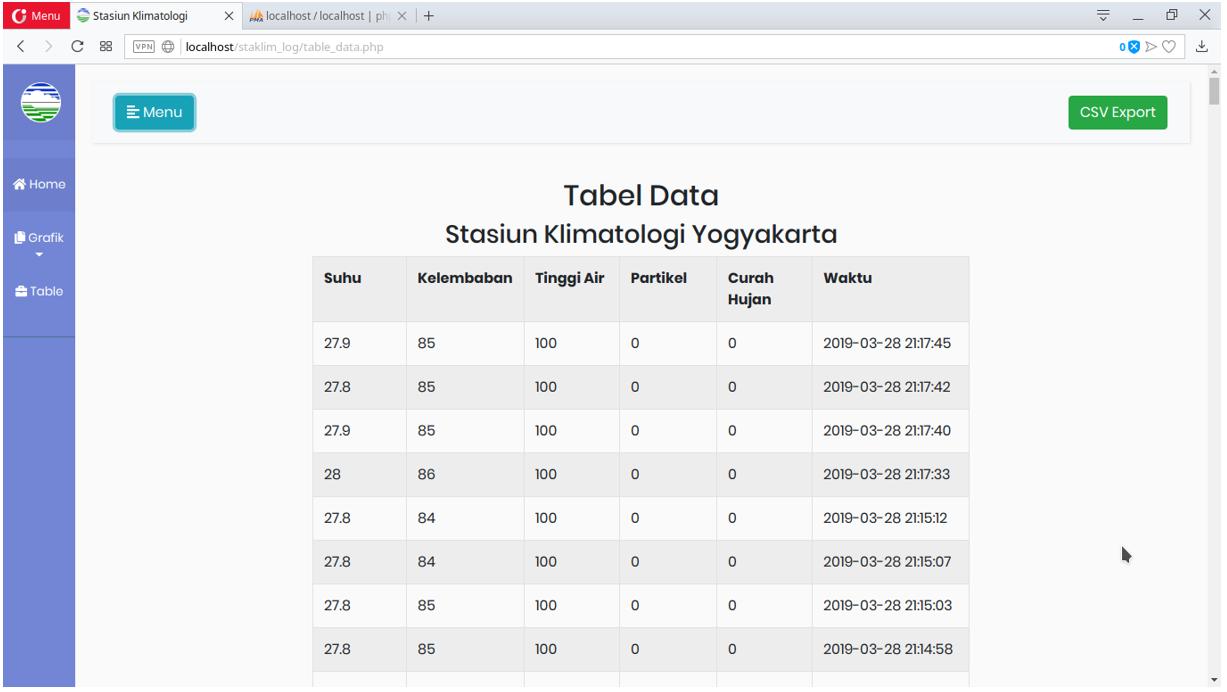 Menu
Stasiun Klimatologi
localhost / localhost | ph
VPN
localhost/staklim_log/table_data.php
0
Menu
CSV Export
Home
Grafik
Table
Tabel Data
Stasiun Klimatologi Yogyakarta
Suhu Kelembaban Tinggi Air Partikel Curah Hujan Waktu
27.9 85 100 0 0 2019-03-28 21:17:45
27.8 85 100 0 0 2019-03-28 21:17:42
27.9 85 100 0 0 2019-03-28 21:17:40
28 86 100 0 0 2019-03-28 21:17:33
27.8 84 100 0 0 2019-03-28 21:15:12
27.8 84 100 0 0 2019-03-28 21:15:07
27.8 85 100 0 0 2019-03-28 21:15:03
27.8 85 100 0 0 2019-03-28 21:14:58